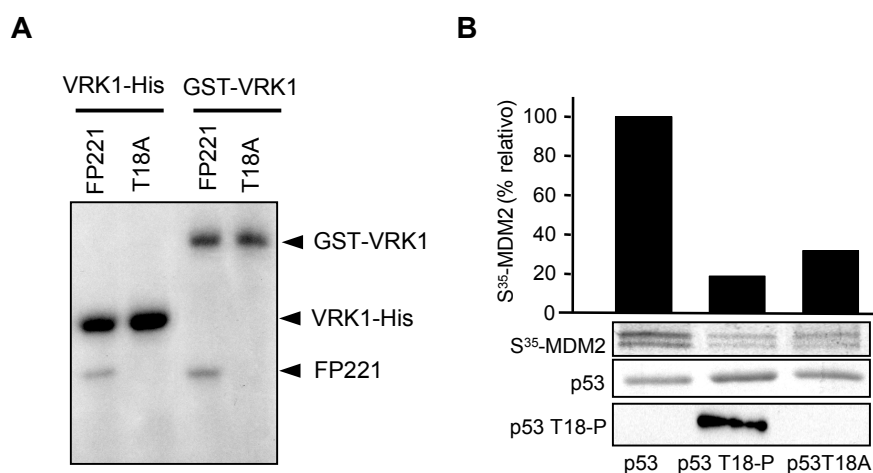 A
VRK1-His GST-VRK1
FP221 T18A FP221 T18A
GST-VRK1
VRK1-His
FP221
B
S³⁵-MDM2 (% relativo)
100
80
60
40
20
0
S³⁵-MDM2
p53
p53 T18-P
p53 p53 T18-P p53T18A